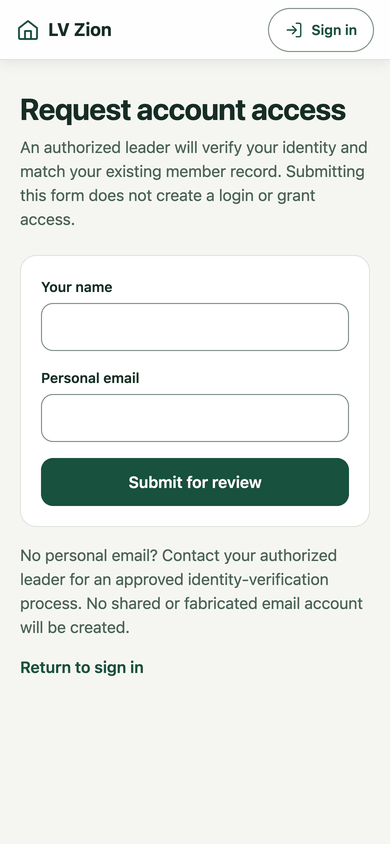 LV Zion
Sign in
Request account access
An authorized leader will verify your identity and
match your existing member record. Submitting
this form does not create a login or grant
access.
Your name
Personal email
Submit for review
No personal email? Contact your authorized
leader for an approved identity-verification
process. No shared or fabricated email account
will be created.
Return to sign in